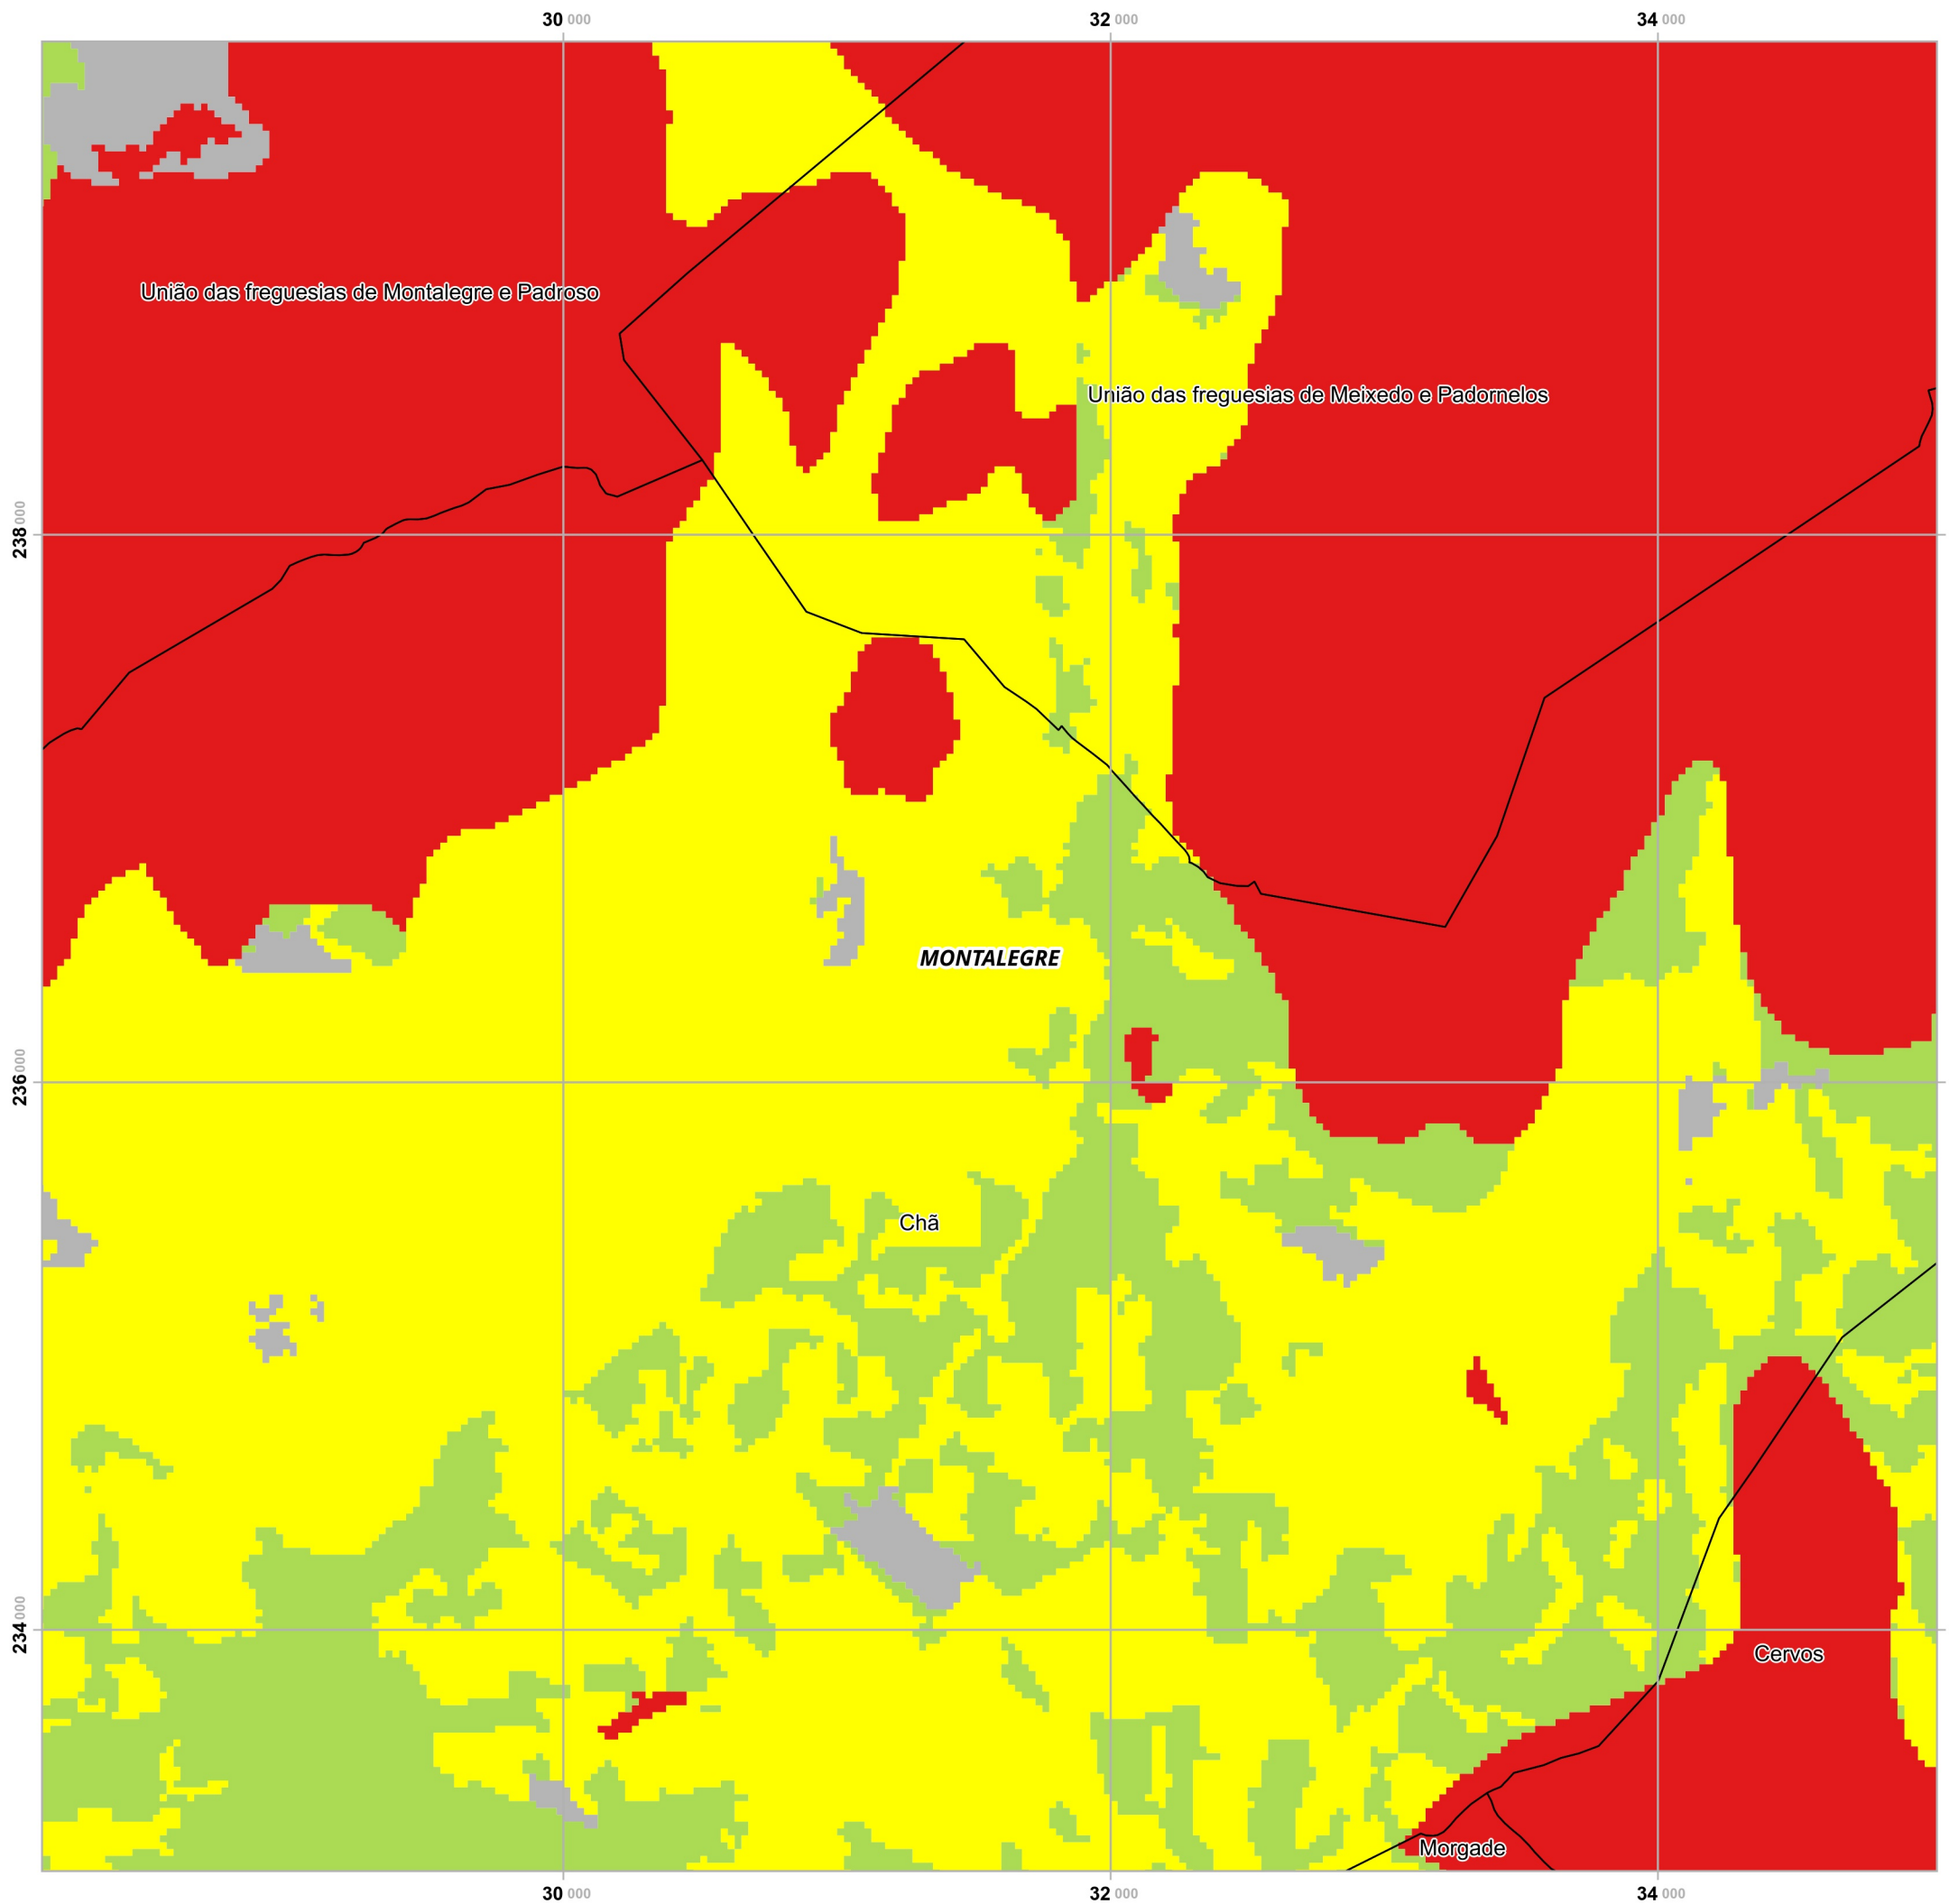 30 000 32 000 34 000
União das freguesias de Montalegre e Padroso
União das freguesias de Meixedo e Padornelos
238 000
MONTALEGRE
236 000
Chã
234 000
Cervos
Morgade
30 000 32 000 34 000